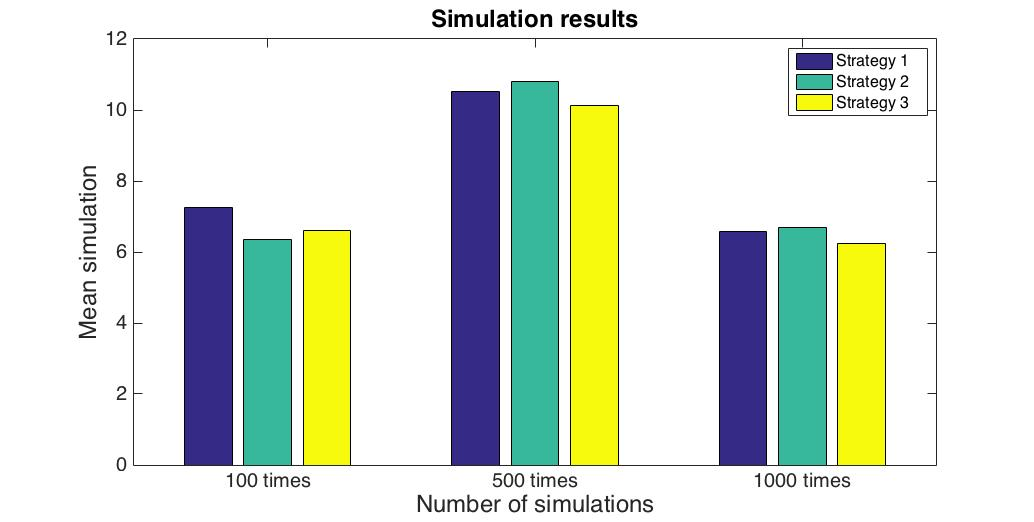 Simulation results
12
10
8
6
4
2
0
Mean simulation
Strategy 1
Strategy 2
Strategy 3
100 times
500 times
1000 times
Number of simulations